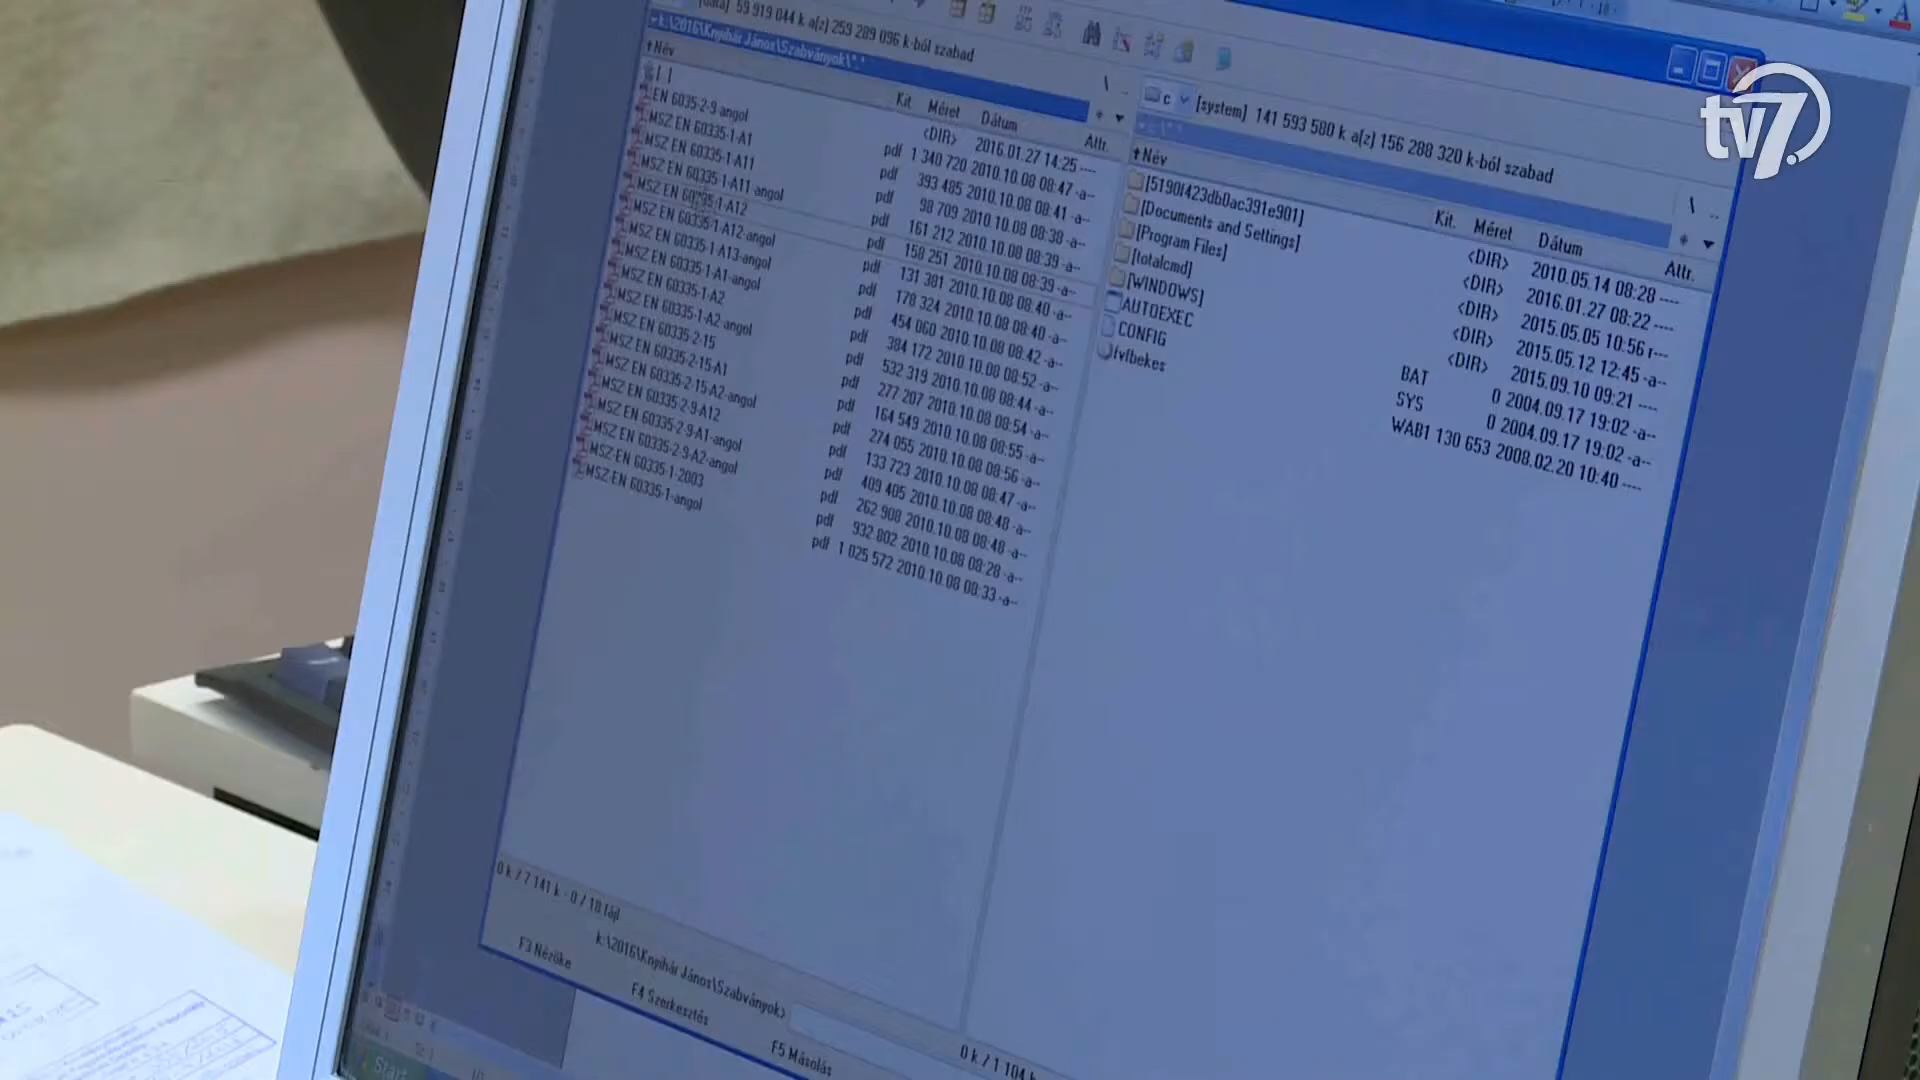 [data] 59 919 044 k a(z) 259 289 096 k-ból szabad
k:\2016\Knyihár János\Szabványok\*.*
Név Kit Méret Dátum Attr.
[ ] <DIR> 2016.01.27 14:25 ----
EN 6035-2-9-angol pdf 1 340 720 2010.10.08 08:47 -a--
MSZ EN 60335-1-A1 pdf 393 485 2010.10.08 08:41 -a--
MSZ EN 60335-1-A11 pdf 98 709 2010.10.08 08:38 -a--
MSZ EN 60335-1-A11-angol pdf 161 212 2010.10.08 08:39 -a--
MSZ EN 60335-1-A12 pdf 158 251 2010.10.08 08:39 -a--
MSZ EN 60335-1-A12-angol pdf 131 381 2010.10.08 08:40 -a--
MSZ EN 60335-1-A13-angol pdf 178 324 2010.10.08 08:40 -a--
MSZ EN 60335-1-A1-angol pdf 454 060 2010.10.08 08:42 -a--
MSZ EN 60335-1-A2 pdf 384 172 2010.10.08 08:52 -a--
MSZ EN 60335-1-A2-angol pdf 532 319 2010.10.08 08:44 -a--
MSZ EN 60335-2-15 pdf 277 207 2010.10.08 08:54 -a--
MSZ EN 60335-2-15-A1 pdf 164 549 2010.10.08 08:55 -a--
MSZ EN 60335-2-15-A2-angol pdf 274 055 2010.10.08 08:56 -a--
MSZ EN 60335-2-9-A12 pdf 133 723 2010.10.08 08:47 -a--
MSZ EN 60335-2-9-A1-angol pdf 409 405 2010.10.08 08:48 -a--
MSZ EN 60335-2-9-A2-angol pdf 262 908 2010.10.08 08:48 -a--
MSZ-EN 60335-1-2003 pdf 932 802 2010.10.08 08:28 -a--
MSZ-EN 60335-1-angol pdf 1 025 572 2010.10.08 08:33 -a--
0 k / 7 141 k - 0 / 18 fájl
k:\2016\Knyihár János\Szabványok>
F3 Nézőke
F4 Szerkesztés
F5 Másolás
c [system] 141 593 580 k a(z) 156 288 320 k-ból szabad
Név Kit. Méret Dátum Attr.
[5190f423db0ac391e901] <DIR> 2010.05.14 08:28 ----
[Documents and Settings] <DIR> 2016.01.27 08:22 ----
[Program Files] <DIR> 2015.05.05 10:56 r---
[totalcmd] <DIR> 2015.05.12 12:45 -a--
[WINDOWS] <DIR> 2015.09.10 09:21 ----
AUTOEXEC BAT 0 2004.09.17 19:02 -a--
CONFIG SYS 0 2004.09.17 19:02 -a--
fvfbekes WAB1 130 653 2008.02.20 10:40 ----
0 k / 1 104 k
Start
tv7